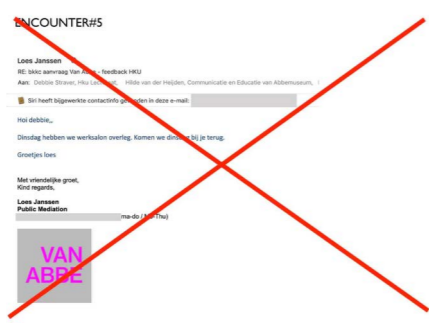 ENCOUNTER#5
Loes Janssen
RE: bkkc aanvraag Van Abbe - feedback HKU
Aan: Debbie Straver, Hku Hilde van der Heijden, Communicatie en Educatie van Abbemuseum,
Siri heeft bijgewerkte contactinfo gevonden in deze e-mail:
Hoi debbie,,
Dinsdag hebben we werksalon overleg. Komen we dinsdag bij je terug.
Groetjes loes
Met vriendelijke groet,
Kind regards,
Loes Janssen
Public Mediation
ma-do / Mo-Thu)
VAN
ABBE